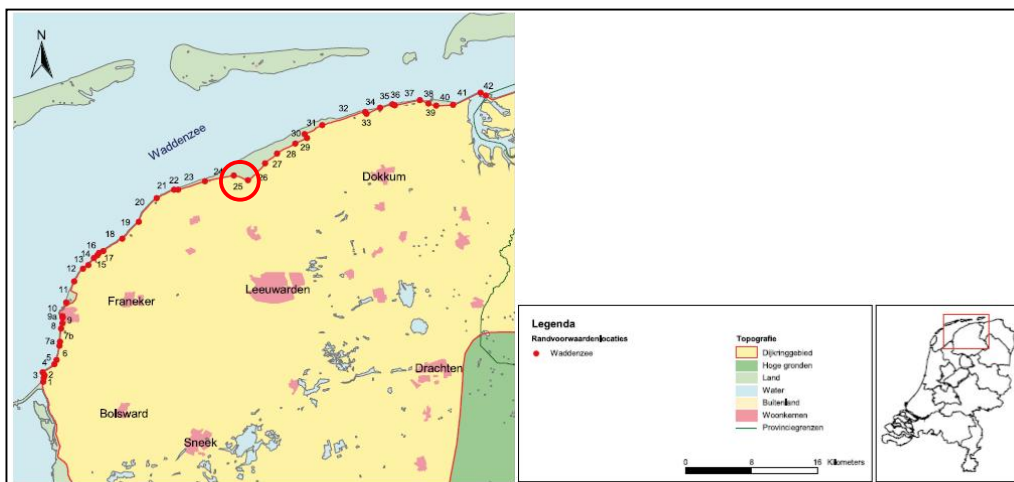 N
Waddenzee
1
2
3
4
5
6
7a
7b
8
9
9a
10
11
12
13
14
15
16
17
18
19
20
21
22
23
24
25
26
27
28
29
30
31
32
33
34
35
36
37
38
39
40
41
42
Dokkum
Leeuwarden
Franeker
Drachten
Bolsward
Sneek
Legenda
Randvoorwaardenlocaties
Waddenzee
Topografie
Dijkringgebied
Hoge gronden
Land
Water
Buitenland
Woonkernen
Provinciegrenzen
0 8 16 Kilometers